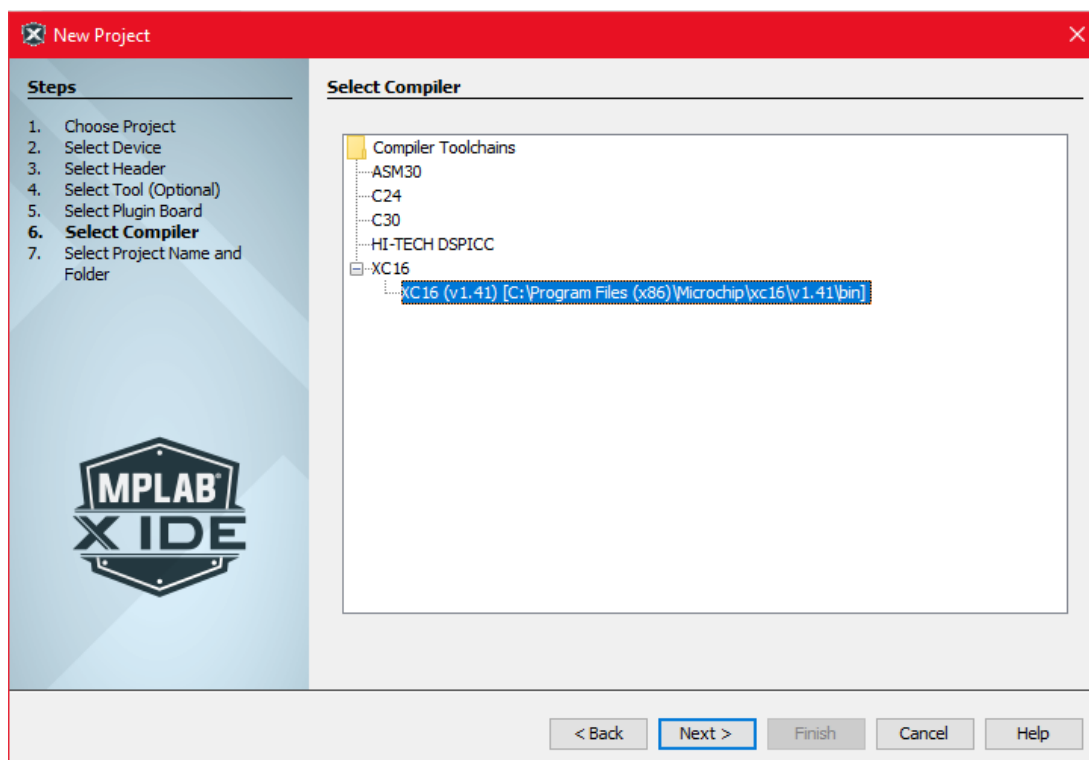 New Project
Steps
1. Choose Project
2. Select Device
3. Select Header
4. Select Tool (Optional)
5. Select Plugin Board
6. Select Compiler
7. Select Project Name and
Folder
MPLAB®
X IDE
Select Compiler
Compiler Toolchains
ASM30
C24
C30
HI-TECH DSPICC
XC16
XC16 (v1.41) [C:\Program Files (x86)\Microchip\xc16\v1.41\bin]
< Back
Next >
Finish
Cancel
Help